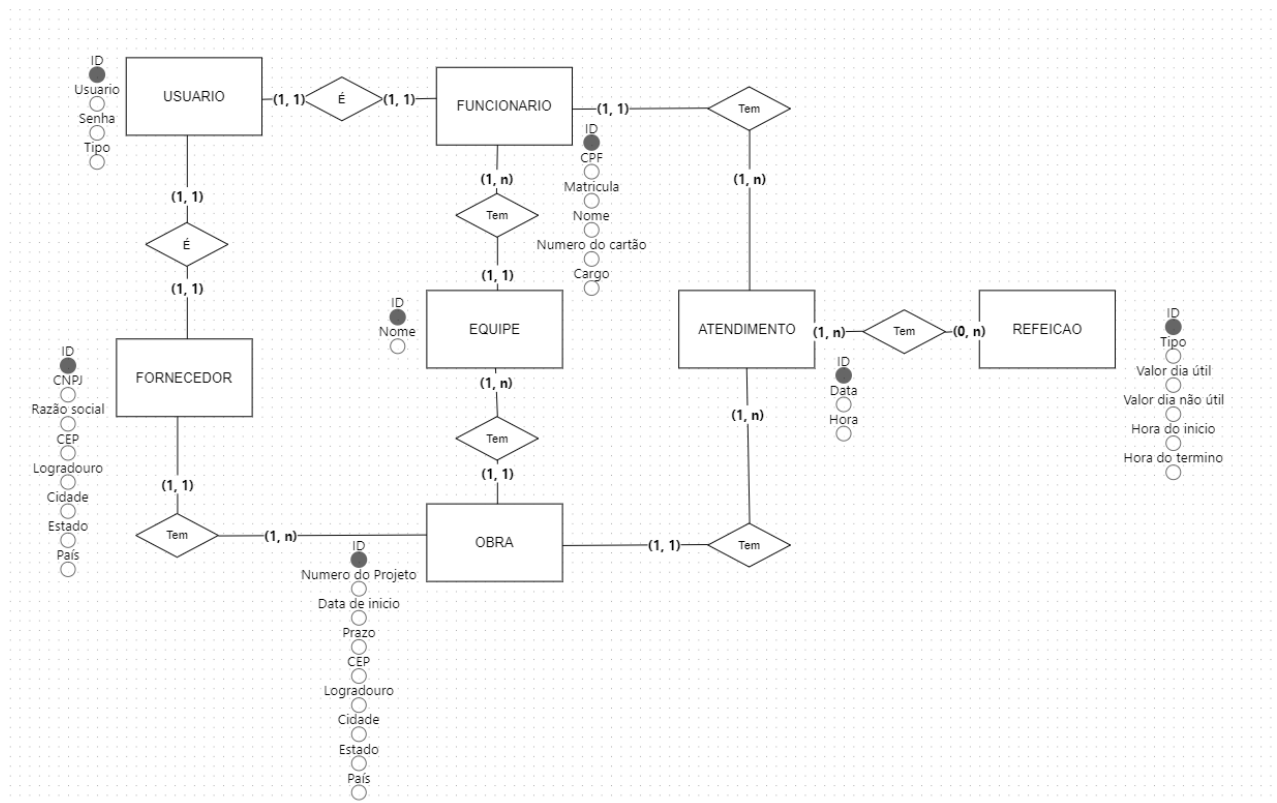 ID
Usuario
Senha
Tipo
USUARIO
(1, 1)
É
(1, 1)
FUNCIONARIO
(1, 1)
Tem
ID
CPF
Matricula
Nome
Numero do cartão
Cargo
(1, 1)
É
(1, 1)
(1, n)
Tem
(1, 1)
(1, n)
ID
Nome
EQUIPE
ATENDIMENTO
(1, n)
Tem
(0, n)
REFEICAO
ID
Tipo
Valor dia útil
Valor dia não útil
Hora do inicio
Hora do termino
ID
Data
Hora
ID
CNPJ
Razão social
CEP
Logradouro
Cidade
Estado
País
FORNECEDOR
(1, n)
Tem
(1, 1)
(1, n)
(1, 1)
Tem
(1, n)
OBRA
(1, 1)
Tem
ID
Numero do Projeto
Data de inicio
Prazo
CEP
Logradouro
Cidade
Estado
País